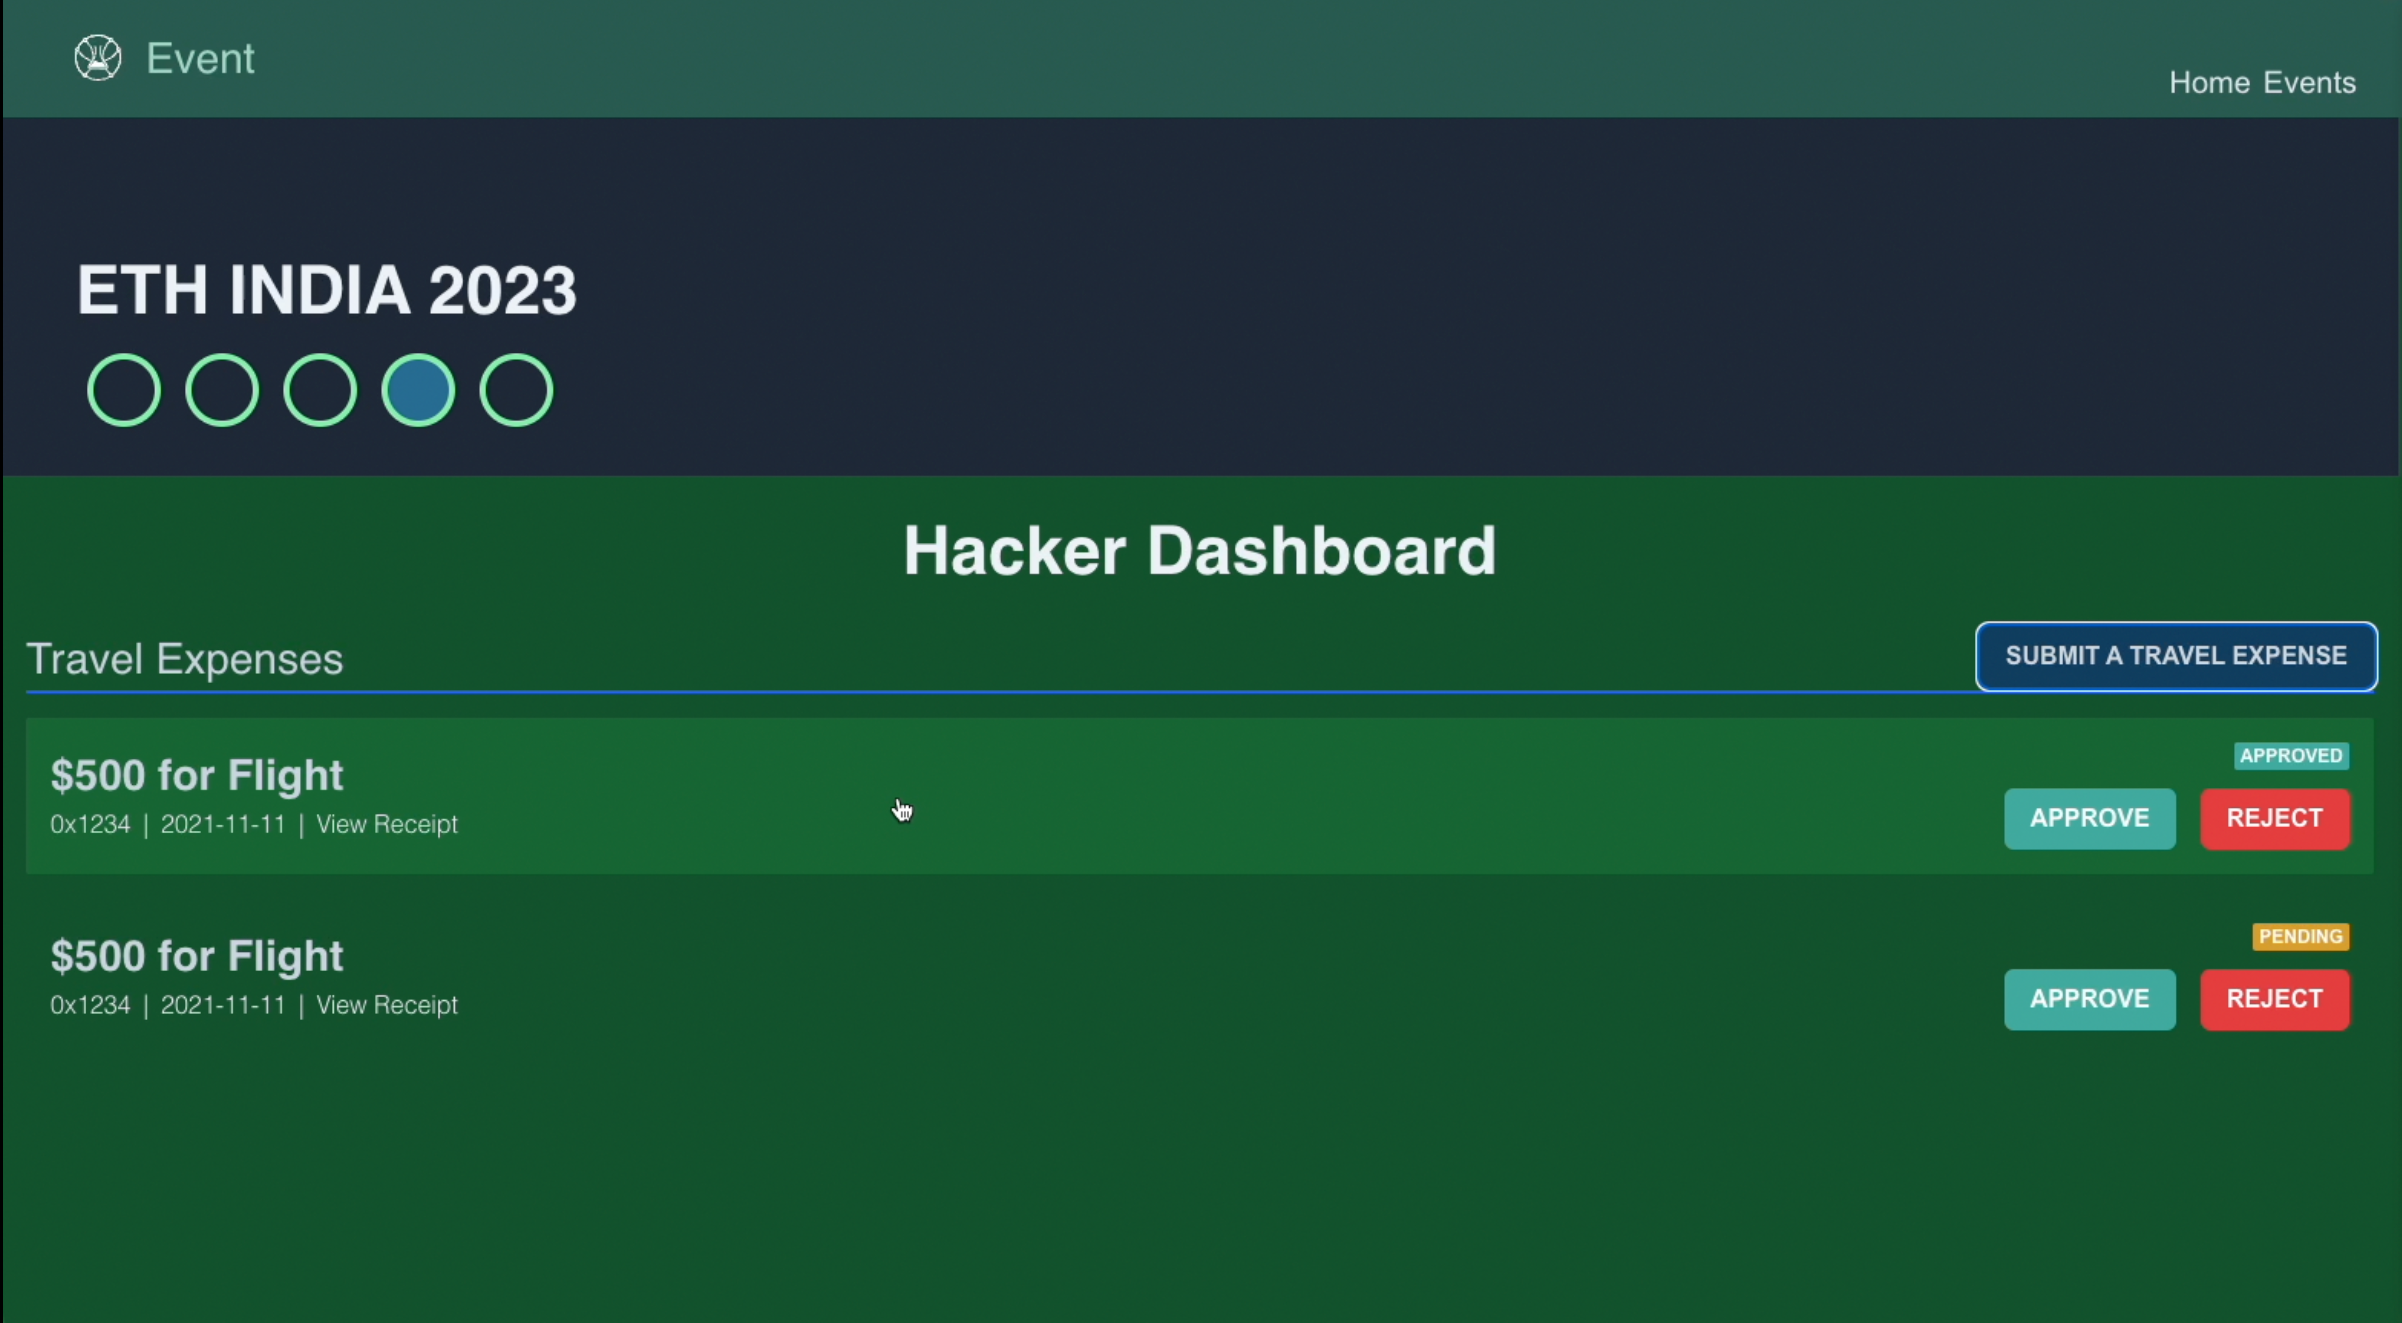 Event
Home Events
ETH INDIA 2023
Hacker Dashboard
Travel Expenses
SUBMIT A TRAVEL EXPENSE
$500 for Flight
0x1234 | 2021-11-11 | View Receipt
APPROVED
APPROVE REJECT
$500 for Flight
0x1234 | 2021-11-11 | View Receipt
PENDING
APPROVE REJECT